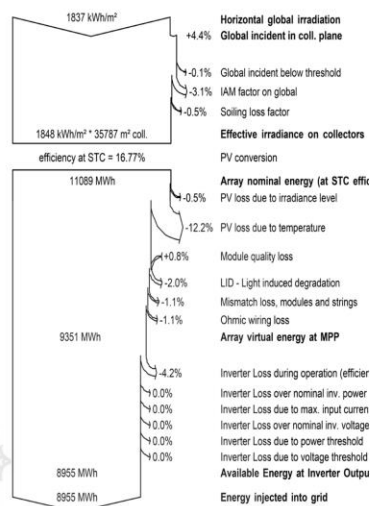 1837 kWh/m² Horizontal global irradiation
+4.4% Global incident in coll. plane
-0.1% Global incident below threshold
-3.1% IAM factor on global
-0.5% Soiling loss factor
1848 kWh/m² * 35787 m² coll. Effective irradiance on collectors
efficiency at STC = 16.77% PV conversion
11089 MWh Array nominal energy (at STC effic
-0.5% PV loss due to irradiance level
-12.2% PV loss due to temperature
+0.8% Module quality loss
-2.0% LID - Light induced degradation
-1.1% Mismatch loss, modules and strings
-1.1% Ohmic wiring loss
9351 MWh Array virtual energy at MPP
-4.2% Inverter Loss during operation (efficien
0.0% Inverter Loss over nominal inv. power
0.0% Inverter Loss due to max. input curren
0.0% Inverter Loss over nominal inv. voltage
0.0% Inverter Loss due to power threshold
0.0% Inverter Loss due to voltage threshold
8955 MWh Available Energy at Inverter Outpu
8955 MWh Energy injected into grid